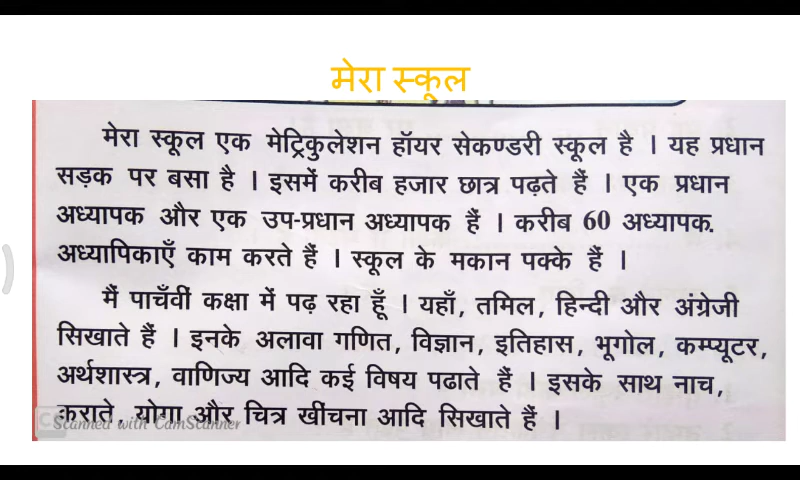 मेरा स्कूल
मेरा स्कूल एक मेट्रिकुलेशन हॉयर सेकण्डरी स्कूल है । यह प्रधान
सड़क पर बसा है । इसमें करीब हजार छात्र पढ़ते हैं । एक प्रधान
अध्यापक और एक उप-प्रधान अध्यापक हैं । करीब 60 अध्यापक.
अध्यापिकाएँ काम करते हैं । स्कूल के मकान पक्के हैं ।
मैं पाचँवीं कक्षा में पढ़ रहा हूँ । यहाँ, तमिल, हिन्दी और अंग्रेजी
सिखाते हैं । इनके अलावा गणित, विज्ञान, इतिहास, भूगोल, कम्प्यूटर,
अर्थशास्त्र, वाणिज्य आदि कई विषय पढाते हैं । इसके साथ नाच,
कराते, योगा और चित्र खींचना आदि सिखाते हैं ।
CS Scanned with CamScanner